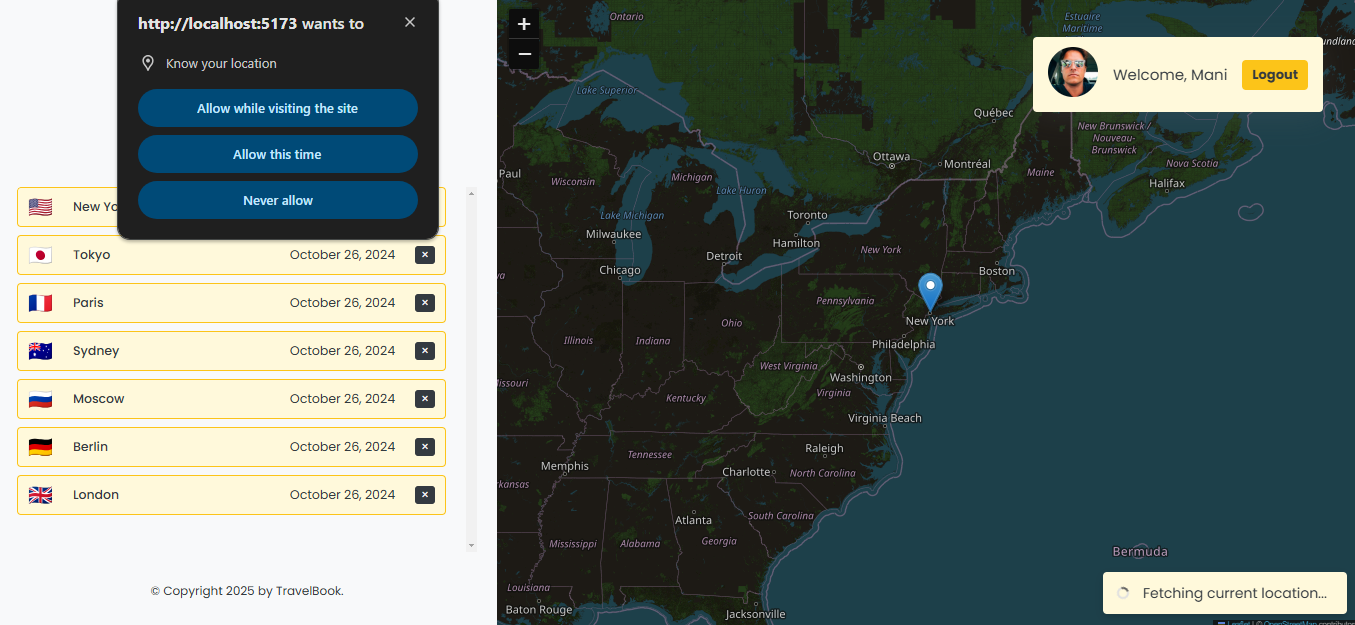 http://localhost:5173 wants to
Know your location
Allow while visiting the site
Allow this time
Never allow
New Yo
Tokyo October 26, 2024
Paris October 26, 2024
Sydney October 26, 2024
Moscow October 26, 2024
Berlin October 26, 2024
London October 26, 2024
© Copyright 2025 by TravelBook.
+
−
Welcome, Mani
Logout
Ontario
Estuaire
Maritime
Lake Superior
Québec
New Brunswick /
Nouveau-
Brunswick
Ottawa
Montréal
Nova Scotia
Paul
Wisconsin
Michigan
Lake Huron
Maine
Halifax
Lake Michigan
Toronto
Milwaukee
Hamilton
New York
Detroit
Chicago
Boston
Pennsylvania
New York
Ohio
Illinois
Indiana
Philadelphia
West Virginia
Washington
Virginia
Kentucky
Virginia Beach
Raleigh
Tennessee
Memphis
Charlotte
North Carolina
Atlanta
South Carolina
Georgia
Mississippi
Alabama
Bermuda
Louisiana
Baton Rouge
Jacksonville
Fetching current location...
Leaflet | © OpenStreetMap